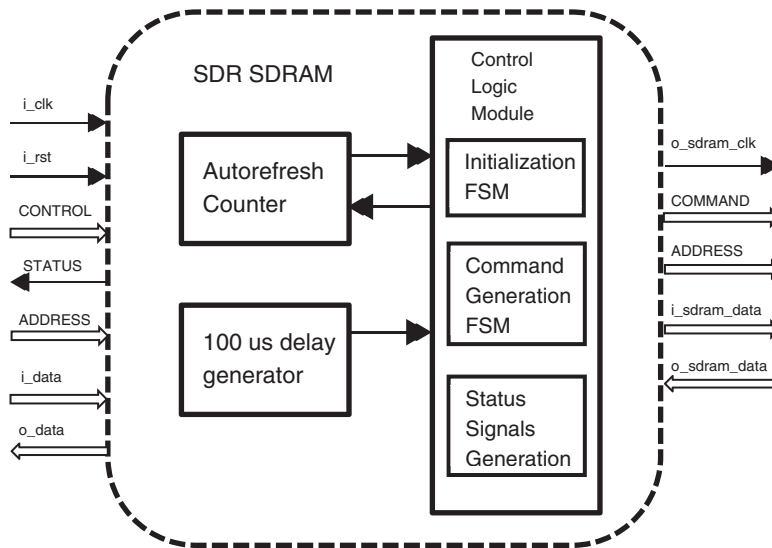 SDR SDRAM
i_clk
i_rst
CONTROL
STATUS
ADDRESS
i_data
o_data
Autorefresh
Counter
100 us delay
generator
Control
Logic
Module
Initialization
FSM
Command
Generation
FSM
Status
Signals
Generation
o_sdram_clk
COMMAND
ADDRESS
i_sdram_data
o_sdram_data